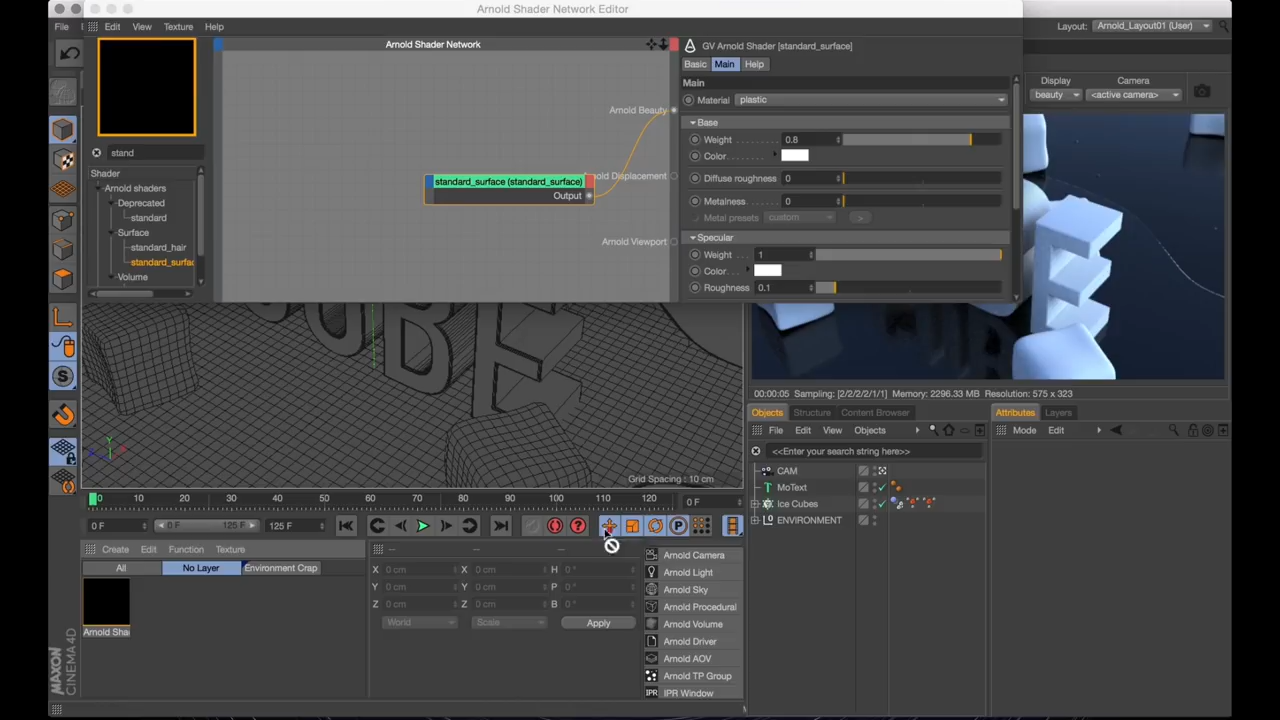 Arnold Shader Network Editor
File
Edit View Texture Help
Layout: Arnold_Layout01 (User)
Arnold Shader Network
GV Arnold Shader [standard_surface]
Basic Main Help
Main
Material plastic
Base
Weight 0.8
Color
Diffuse roughness 0
Metalness 0
Metal presets custom >
Specular
Weight 1
Color
Roughness 0.1
Display Camera
beauty <active camera>
stand
Shader
Arnold shaders
Deprecated
standard
Surface
standard_hair
standard_surfac
Volume
Arnold Beauty
standard_surface (standard_surface)
Output
nold Displacement
Arnold Viewport
Grid Spacing : 10 cm
00:00:05 Sampling: [2/2/2/2/1/1] Memory: 2296.33 MB Resolution: 575 x 323
Objects Structure Content Browser
File Edit View Objects
<<Enter your search string here>>
CAM
MoText
Ice Cubes
ENVIRONMENT
Attributes Layers
Mode Edit
0 10 20 30 40 50 60 70 80 90 100 110 120 0 F
0 F 0 F 125 F 125 F
Create Edit Function Texture
All No Layer Environment Crap
Arnold Sha
-- -- --
X 0 cm X 0 cm H 0 °
Y 0 cm Y 0 cm P 0 °
Z 0 cm Z 0 cm B 0 °
World Scale Apply
Arnold Camera
Arnold Light
Arnold Sky
Arnold Procedural
Arnold Volume
Arnold Driver
Arnold AOV
Arnold TP Group
IPR Window
MAXON
CINEMA 4D